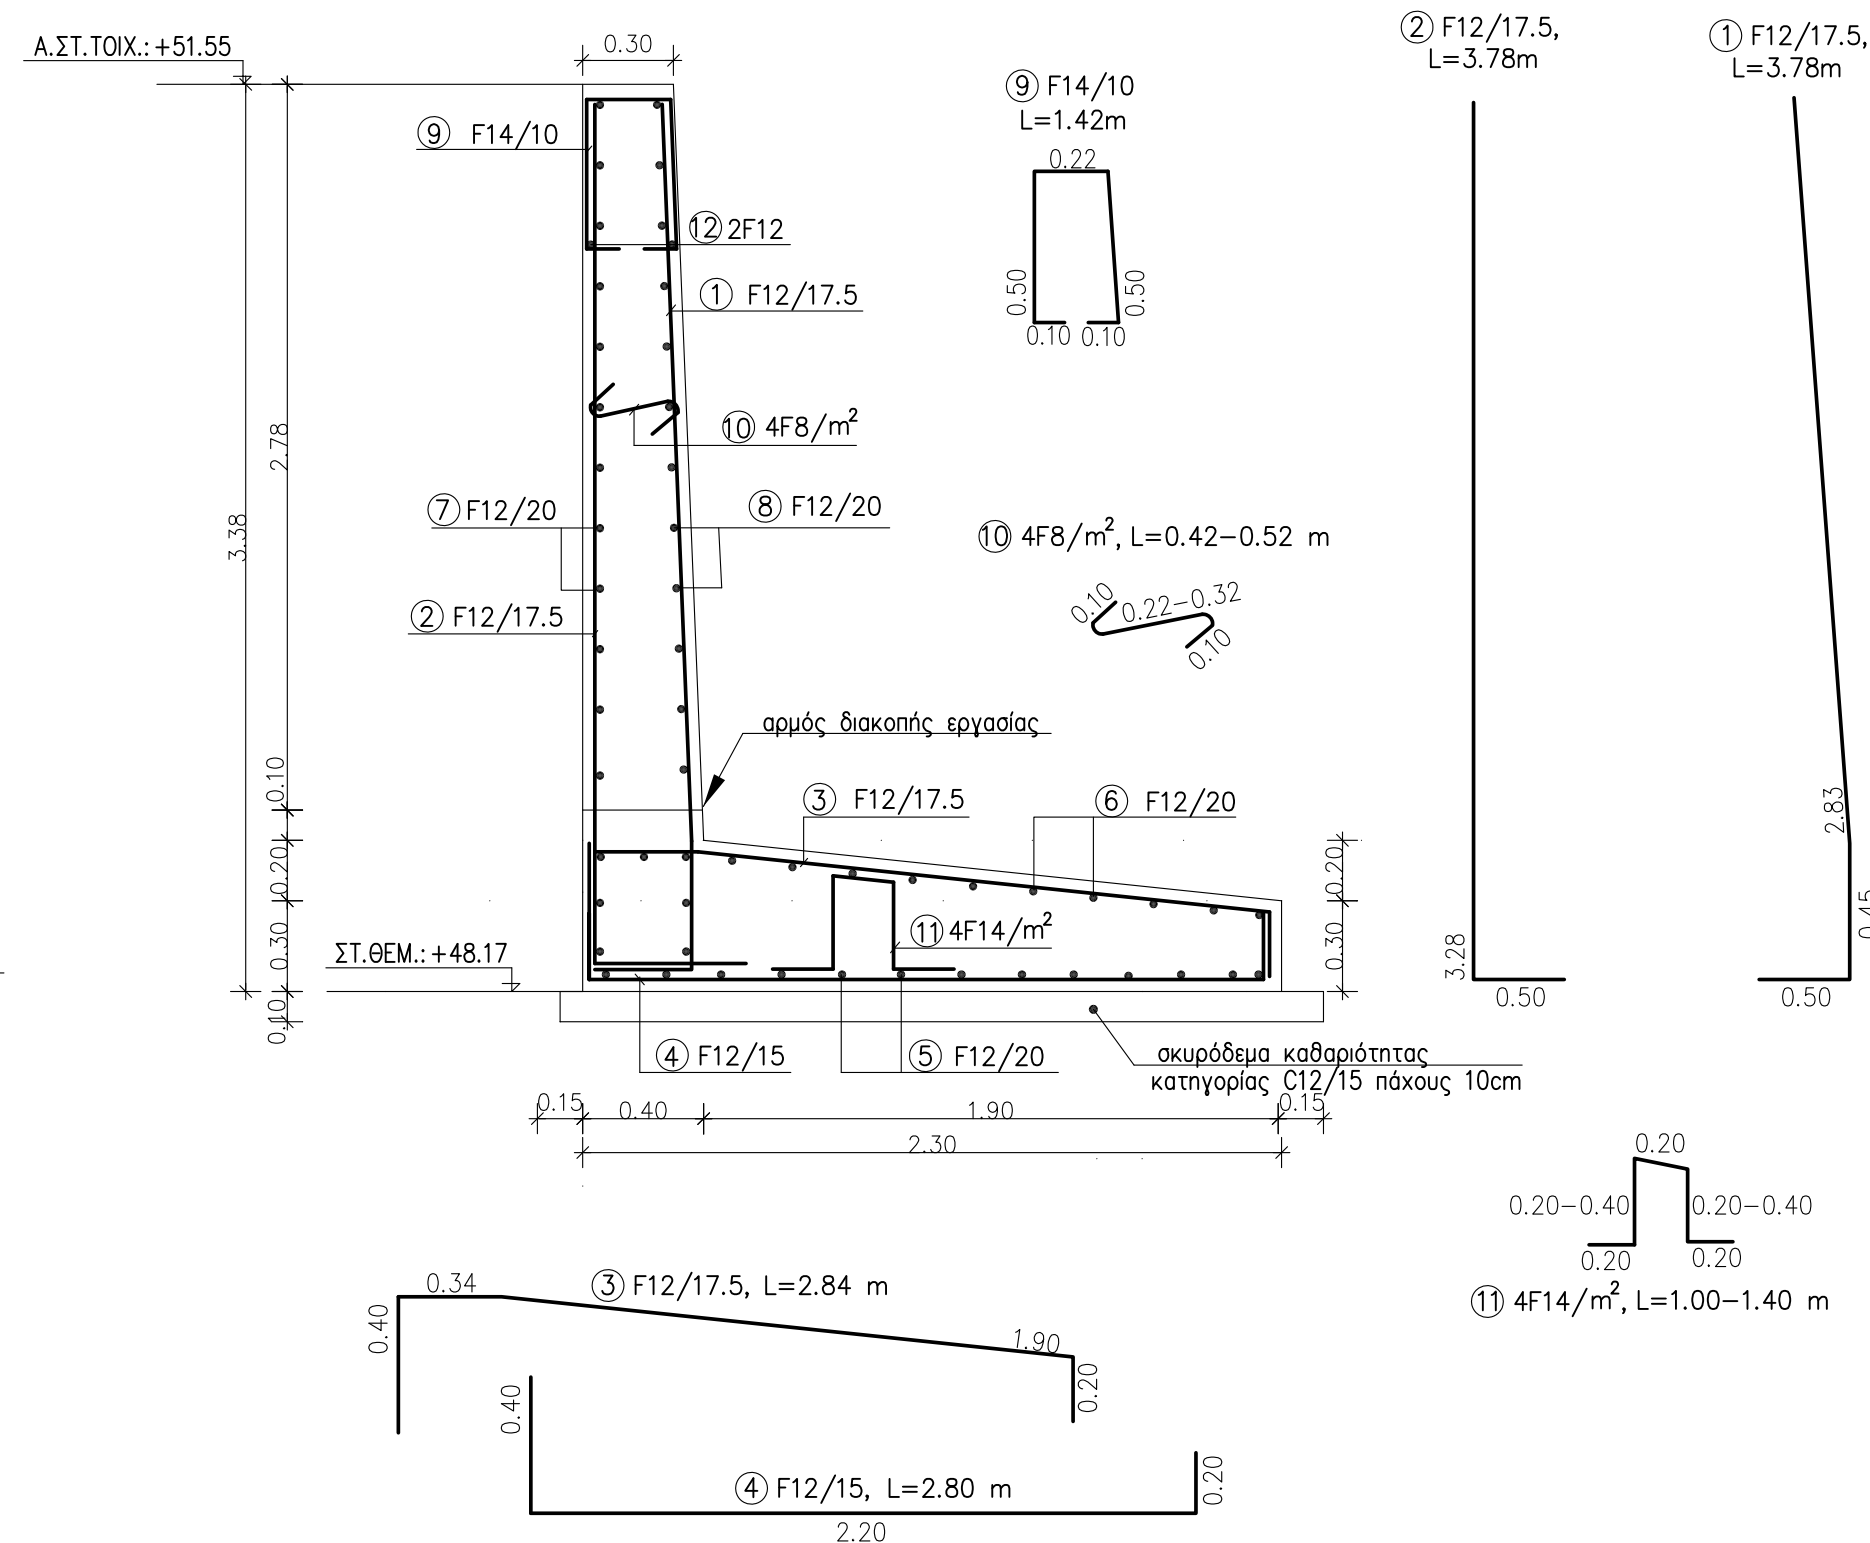 Α.ΣΤ.ΤΟΙΧ.: +51.55
0.30
② F12/17.5,
L=3.78m
① F12/17.5,
L=3.78m
⑨ F14/10
⑨ F14/10
L=1.42m
0.22
0.50
0.50
0.10
0.10
⑫ 2F12
① F12/17.5
⑩ 4F8/m²
2.78
3.38
⑦ F12/20
⑧ F12/20
⑩ 4F8/m², L=0.42-0.52 m
0.10
0.22-0.32
0.10
② F12/17.5
αρμός διακοπής εργασίας
0.10
③ F12/17.5
⑥ F12/20
2.83
0.20
0.20
0.45
⑪ 4F14/m²
0.30
0.30
ΣΤ.ΘΕΜ.: +48.17
3.28
0.50
0.50
0.10
④ F12/15
⑤ F12/20
σκυρόδεμα καθαριότητας
κατηγορίας C12/15 πάχους 10cm
0.15
0.40
1.90
0.15
2.30
0.20
0.20-0.40
0.20-0.40
0.20
0.20
⑪ 4F14/m², L=1.00-1.40 m
0.34
③ F12/17.5, L=2.84 m
0.40
1.90
0.20
0.40
④ F12/15, L=2.80 m
0.20
2.20